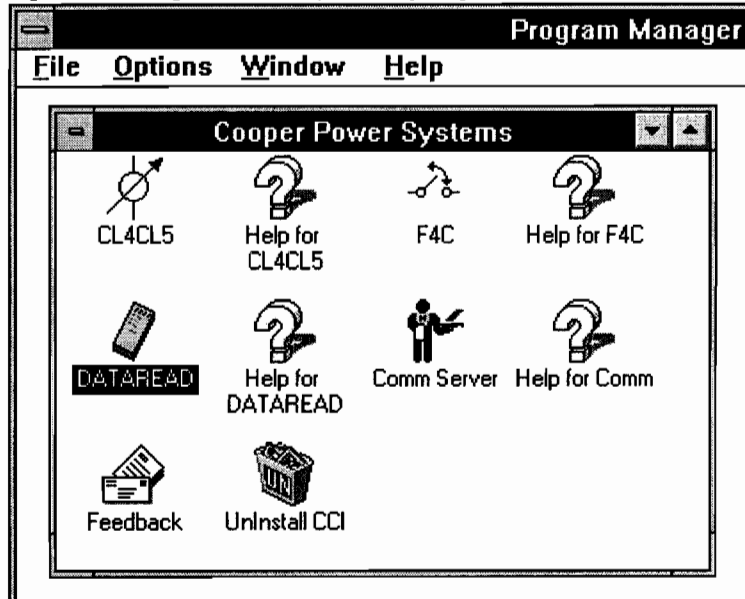 Program Manager
File Options Window Help
Cooper Power Systems
CL4CL5
Help for
CL4CL5
F4C
Help for F4C
DATAREAD
Help for
DATAREAD
Comm Server
Help for Comm
Feedback
UN
UnInstall CCI